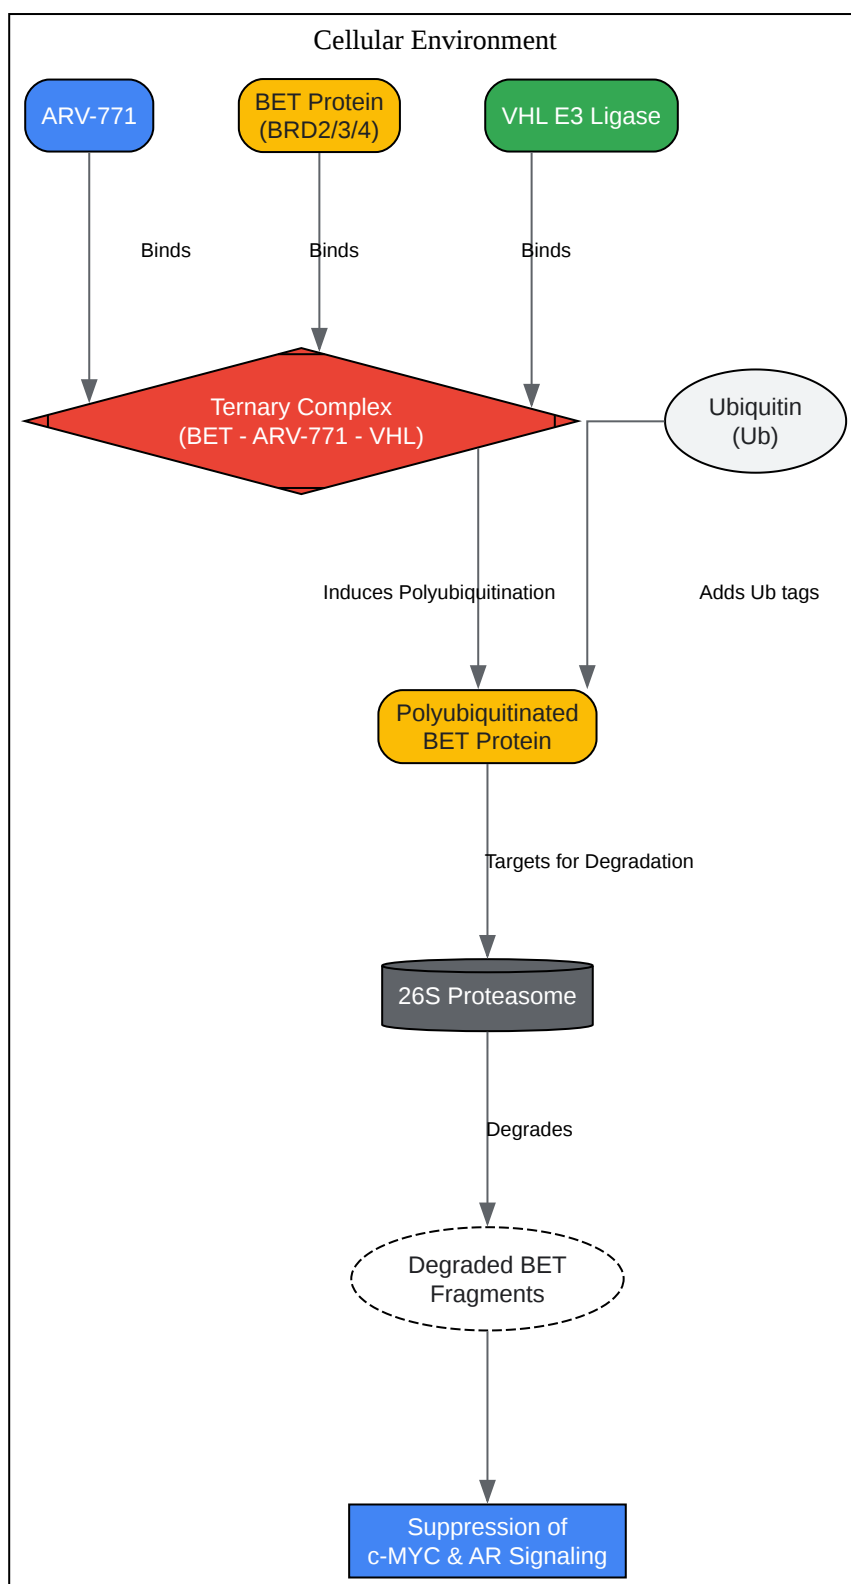 Cellular Environment
ARV-771
BET Protein
(BRD2/3/4)
VHL E3 Ligase
Binds
Binds
Binds
Ternary Complex
(BET - ARV-771 - VHL)
Ubiquitin
(Ub)
Induces Polyubiquitination
Adds Ub tags
Polyubiquitinated
BET Protein
Targets for Degradation
26S Proteasome
Degrades
Degraded BET
Fragments
Suppression of
c-MYC & AR Signaling